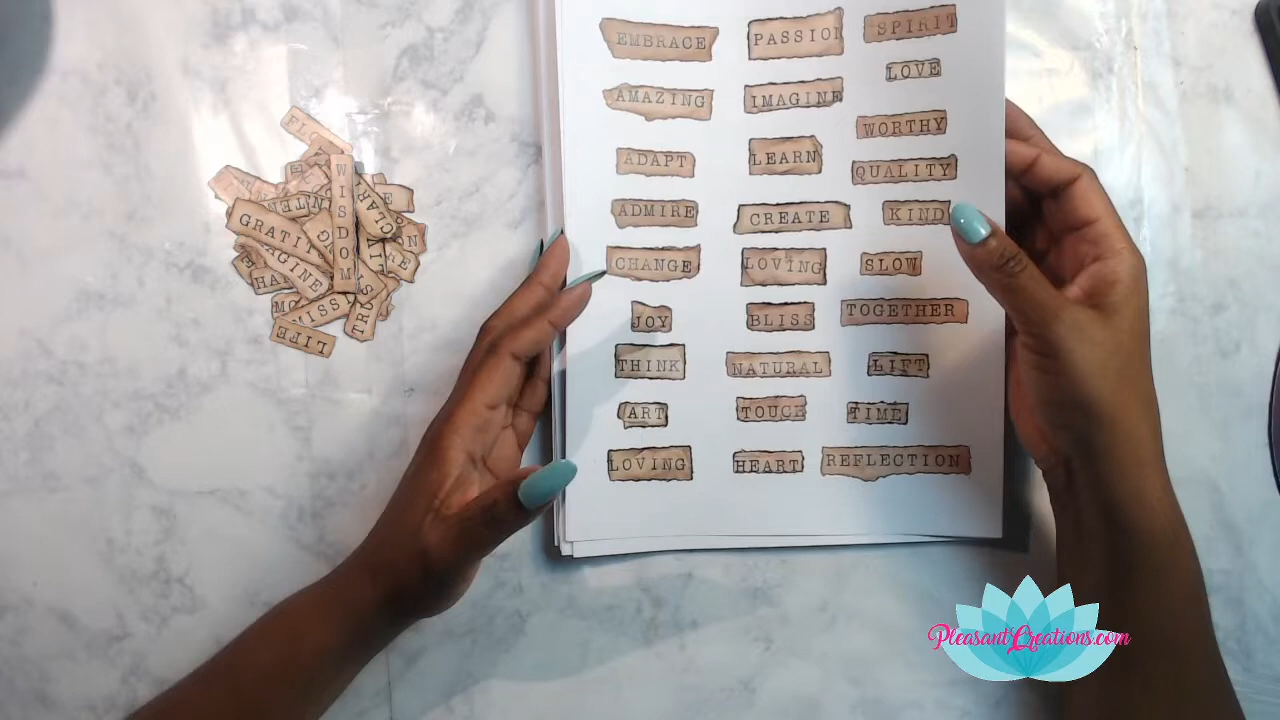 EMBRACE PASSION SPIRIT
LOVE
AMAZING IMAGINE
WORTHY
ADAPT LEARN
QUALITY
ADMIRE CREATE KIND
CHANGE LOVING SLOW
JOY BLISS TOGETHER
THINK NATURAL LIFT
ART TOUCH TIME
LOVING HEART REFLECTION
WISDOM
GRATI
AGINE
LIFE
PleasantCreations.com